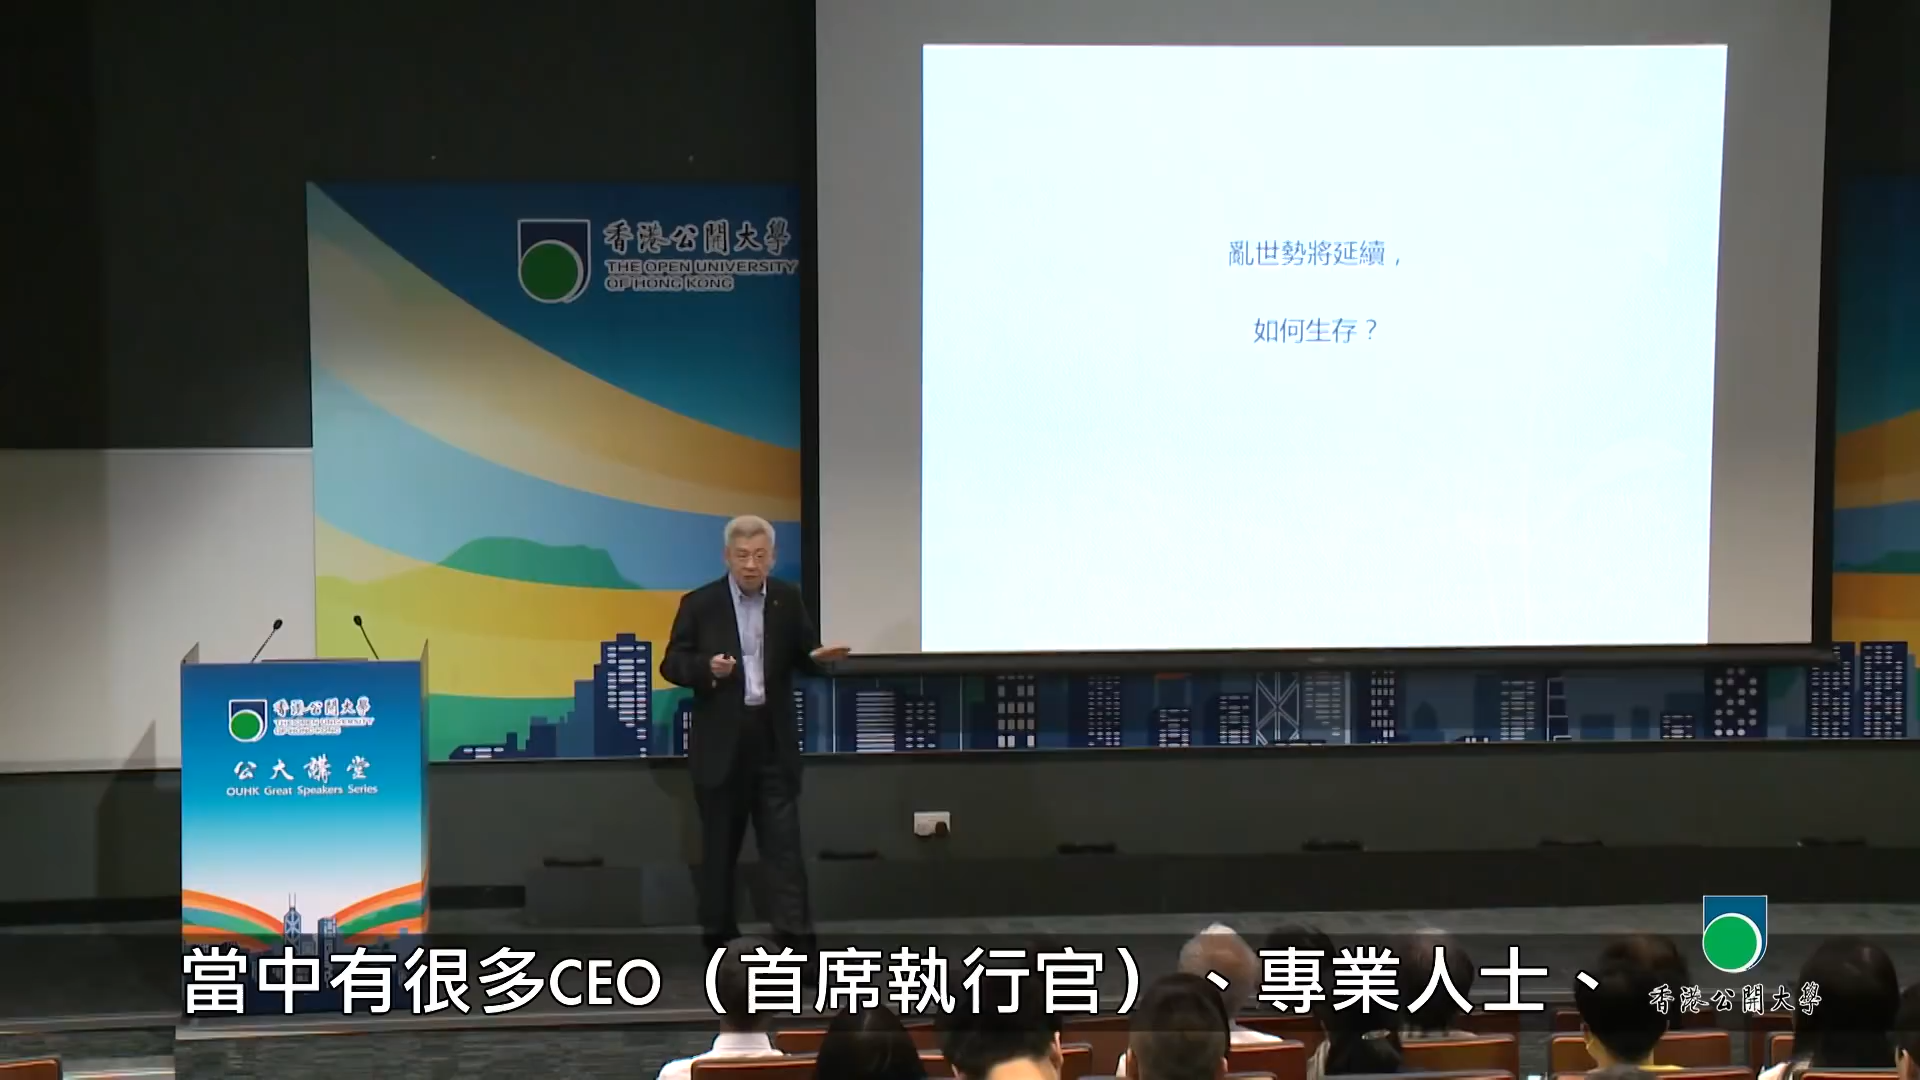 香港公開大學
THE OPEN UNIVERSITY
OF HONG KONG
亂世勢將延續，
如何生存？
香港公開大學
THE OPEN UNIVERSITY
OF HONG KONG
公大講堂
OUHK Great Speakers Series
當中有很多CEO（首席執行官）、專業人士、
香港公開大學